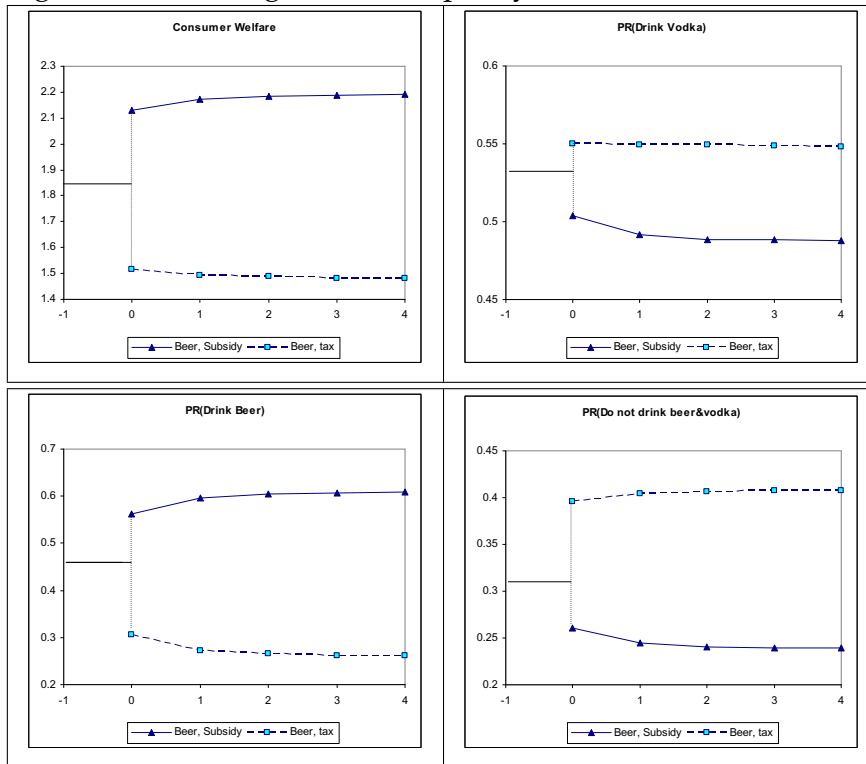 Consumer Welfare
2.3
2.2
2.1
2
1.9
1.8
1.7
1.6
1.5
1.4
-1 0 1 2 3 4
Beer, Subsidy Beer, tax
PR(Drink Vodka)
0.6
0.55
0.5
0.45
-1 0 1 2 3 4
Beer, Subsidy Beer, tax
PR(Drink Beer)
0.7
0.6
0.5
0.4
0.3
0.2
-1 0 1 2 3 4
Beer, Subsidy Beer, tax
PR(Do not drink beer&vodka)
0.45
0.4
0.35
0.3
0.25
0.2
-1 0 1 2 3 4
Beer, Subsidy Beer, tax